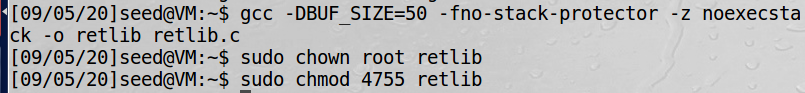 [09/05/20]seed@VM:~$ gcc -DBUF_SIZE=50 -fno-stack-protector -z noexecsta
ck -o retlib retlib.c
[09/05/20]seed@VM:~$ sudo chown root retlib
[09/05/20]seed@VM:~$ sudo chmod 4755 retlib